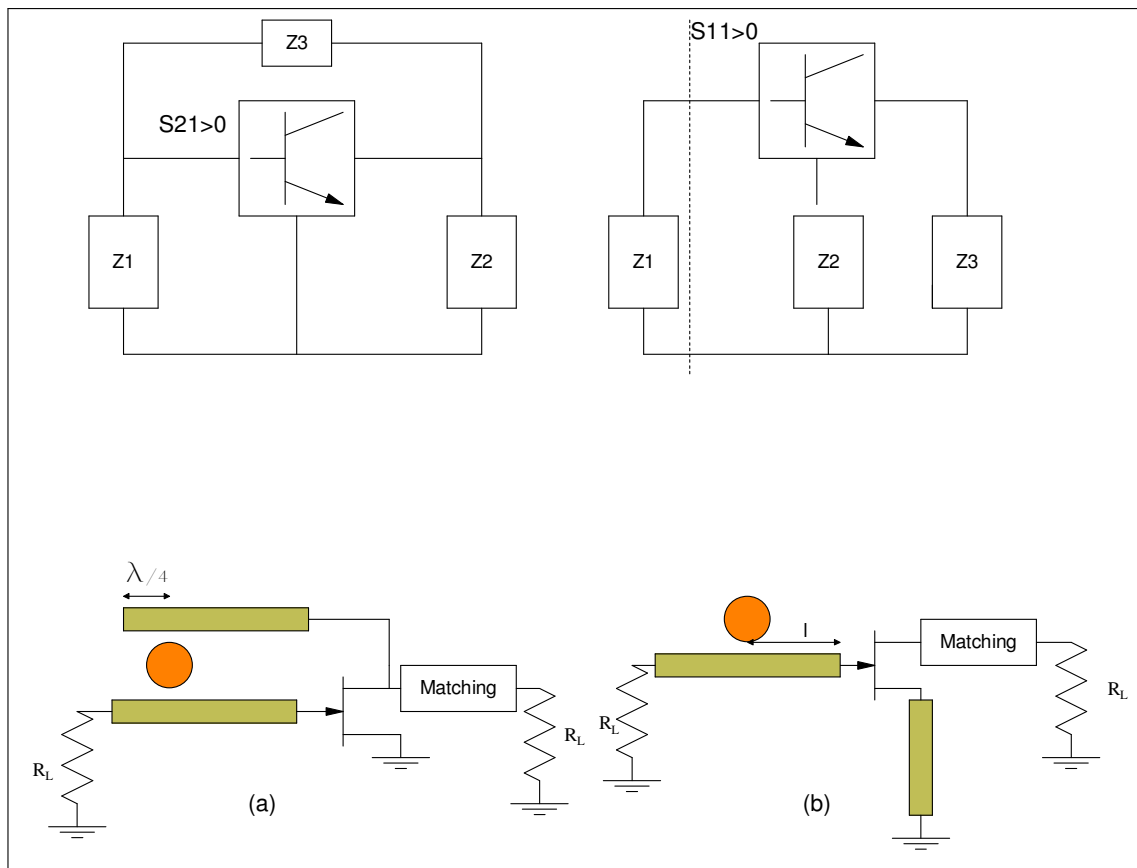 Z3
S21>0
Z1
Z2
S11>0
Z1
Z2
Z3
λ/4
Matching
R_L
R_L
(a)
l
Matching
R_L
R_L
(b)